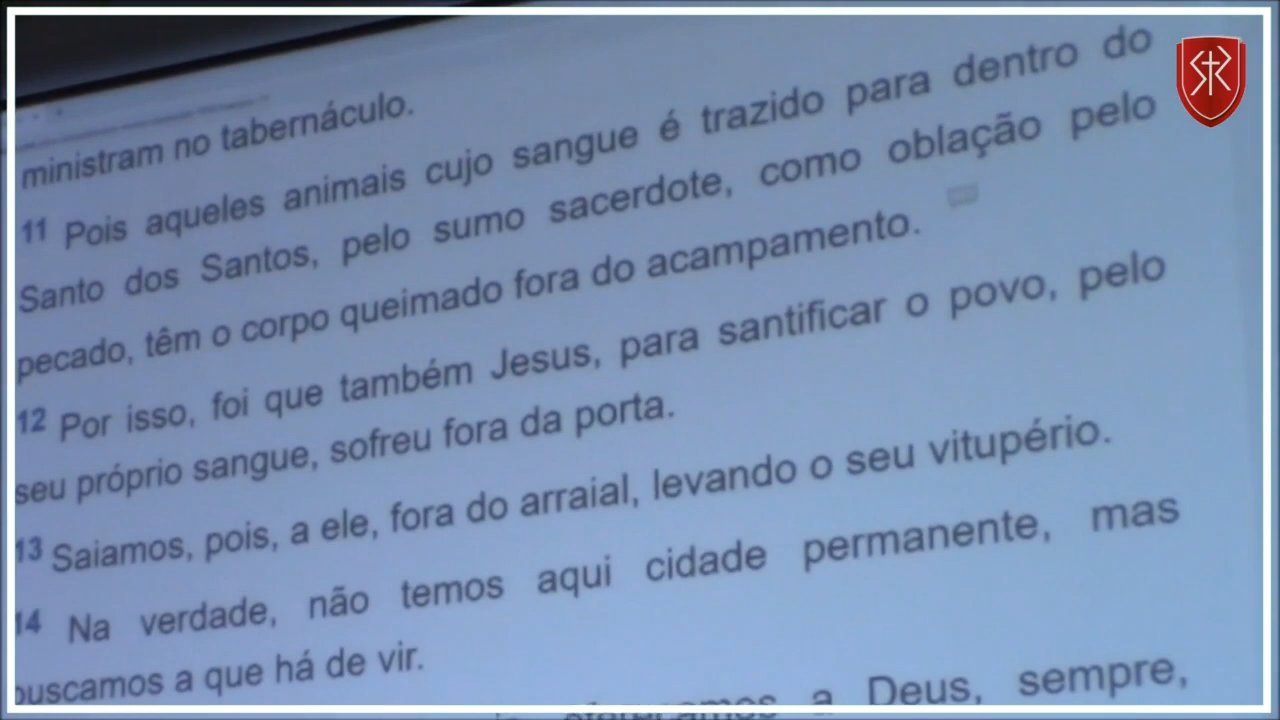 ministram no tabernáculo.
11 Pois aqueles animais cujo sangue é trazido para dentro do
Santo dos Santos, pelo sumo sacerdote, como oblação pelo
pecado, têm o corpo queimado fora do acampamento.
12 Por isso, foi que também Jesus, para santificar o povo, pelo
seu próprio sangue, sofreu fora da porta.
13 Saiamos, pois, a ele, fora do arraial, levando o seu vitupério.
14 Na verdade, não temos aqui cidade permanente, mas
buscamos a que há de vir.
a Deus, sempre,